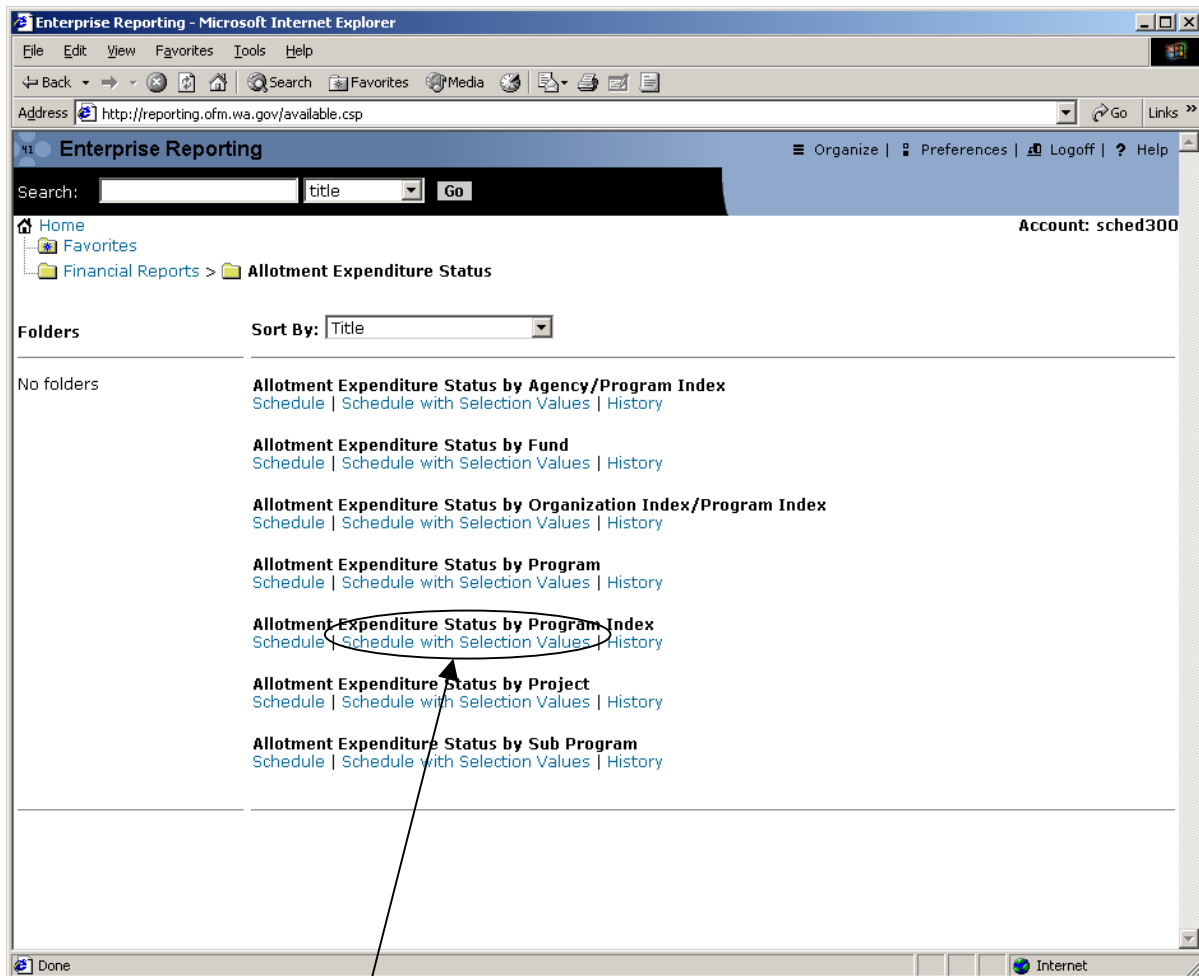 Enterprise Reporting - Microsoft Internet Explorer
File Edit View Favorites Tools Help
Back Search Favorites Media
Address http://reporting.ofm.wa.gov/available.csp Go Links »
41 Enterprise Reporting Organize | Preferences | Logoff | ? Help
Search: title Go
Home Account: sched300
Favorites
Financial Reports > Allotment Expenditure Status
Folders Sort By: Title
No folders
Allotment Expenditure Status by Agency/Program Index
Schedule | Schedule with Selection Values | History
Allotment Expenditure Status by Fund
Schedule | Schedule with Selection Values | History
Allotment Expenditure Status by Organization Index/Program Index
Schedule | Schedule with Selection Values | History
Allotment Expenditure Status by Program
Schedule | Schedule with Selection Values | History
Allotment Expenditure Status by Program Index
Schedule | Schedule with Selection Values | History
Allotment Expenditure Status by Project
Schedule | Schedule with Selection Values | History
Allotment Expenditure Status by Sub Program
Schedule | Schedule with Selection Values | History
Done Internet